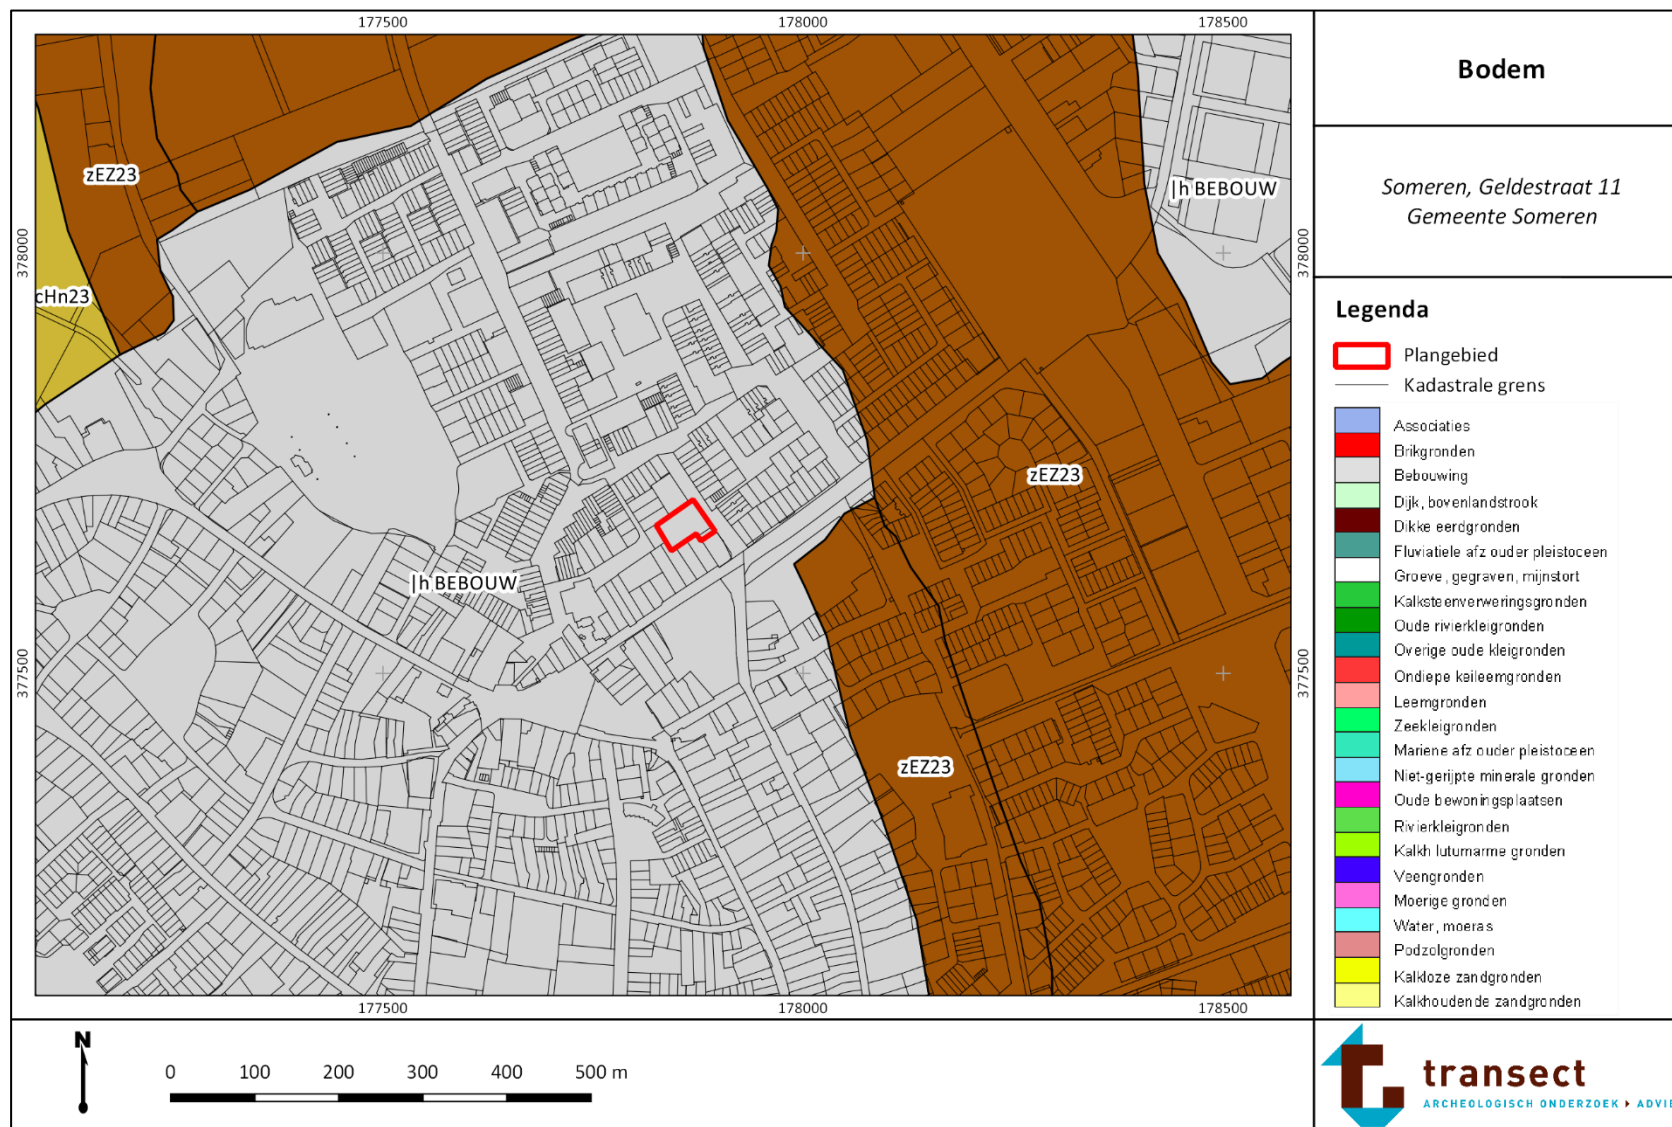 177500
178000
178500
378000
378000
377500
377500
zEZ23
cHn23
|h BEBOUW
zEZ23
|h BEBOUW
zEZ23
177500
178000
178500
N
0 100 200 300 400 500 m
Bodem
Someren, Geldestraat 11
Gemeente Someren
Legenda
Plangebied
Kadastrale grens
Associaties
Brikgronden
Bebouwing
Dijk, bovenlandstrook
Dikke eerdgronden
Fluviatiele afz ouder pleistoceen
Groeve, gegraven, mijnstort
Kalksteenverweringsgronden
Oude rivierkleigronden
Overige oude kleigronden
Ondiepe keileemgronden
Leemgronden
Zeekleigronden
Mariene afz ouder pleistoceen
Niet-gerijpte minerale gronden
Oude bewoningsplaatsen
Rivierkleigronden
Kalkh lutumarme gronden
Veengronden
Moerige gronden
Water, moeras
Podzolgronden
Kalkloze zandgronden
Kalkhoudende zandgronden
transect
ARCHEOLOGISCH ONDERZOEK ▸ ADVIE